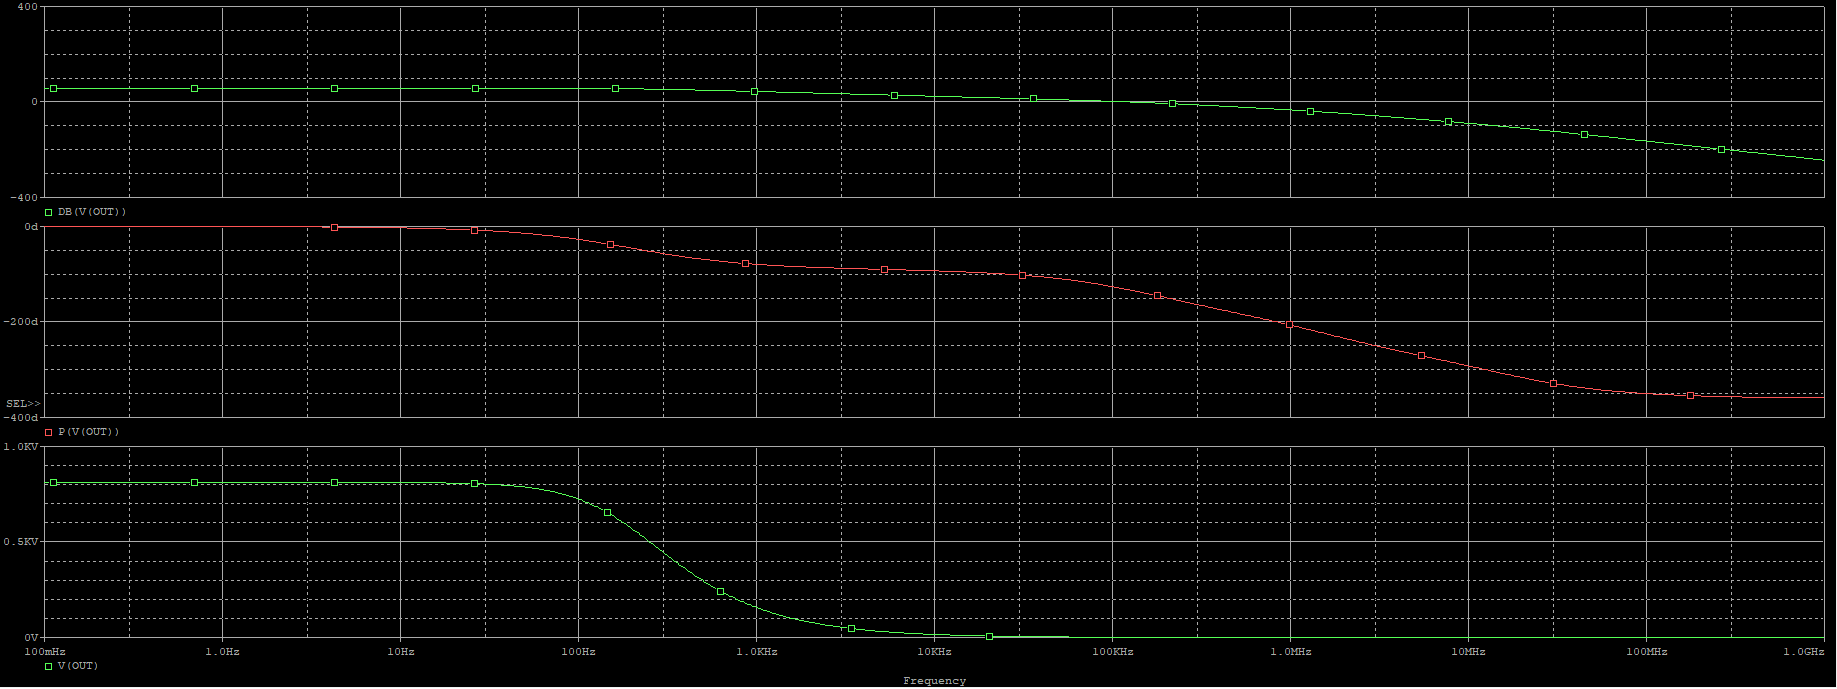 400
0
-400
DB(V(OUT))
0d
-200d
SEL>>
-400d
P(V(OUT))
1.0KV
0.5KV
0V
100mHz 1.0Hz 10Hz 100Hz 1.0KHz 10KHz 100KHz 1.0MHz 10MHz 100MHz 1.0GHz
V(OUT)
Frequency